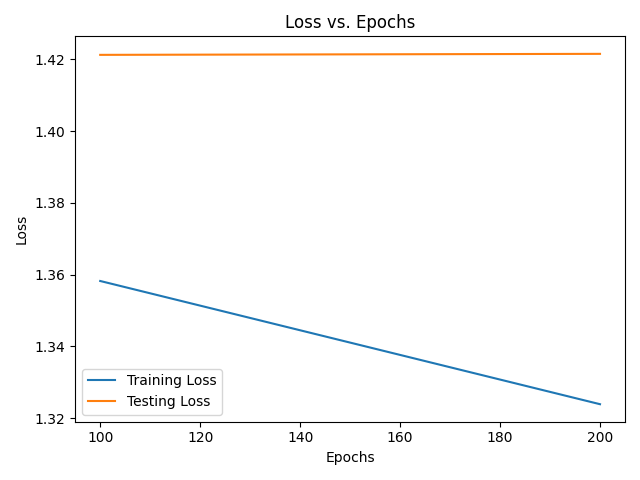 Loss vs. Epochs
1.42
1.40
1.38
1.36
1.34
1.32
Loss
Training Loss
Testing Loss
100 120 140 160 180 200
Epochs